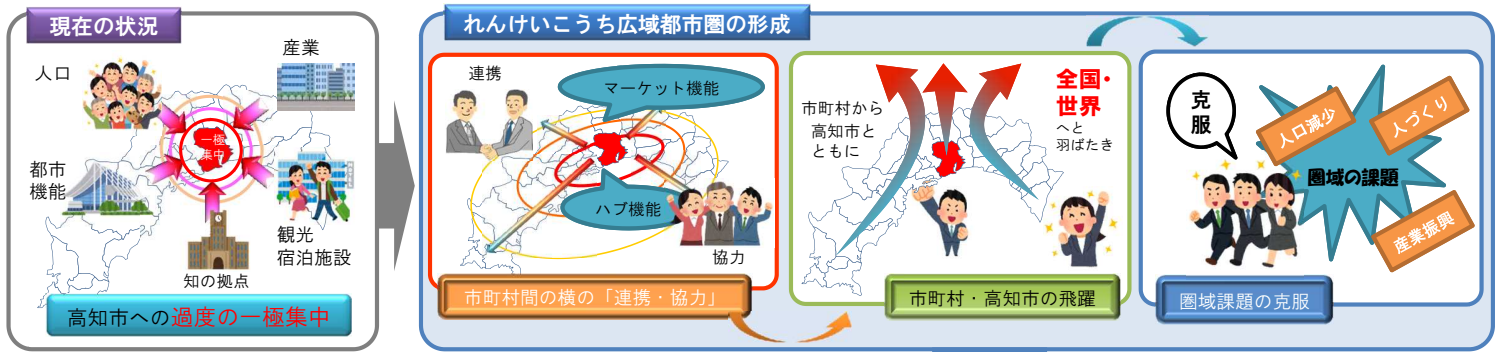 現在の状況
人口
産業
一極
集中
都市
機能
観光
宿泊施設
知の拠点
高知市への過度の一極集中
れんけいこうち広域都市圏の形成
連携
マーケット機能
ハブ機能
協力
市町村間の横の「連携・協力」
市町村から
高知市と
ともに
全国・
世界
へと
羽ばたき
市町村・高知市の飛躍
克
服
人口減少
人づくり
圏域の課題
産業振興
圏域課題の克服